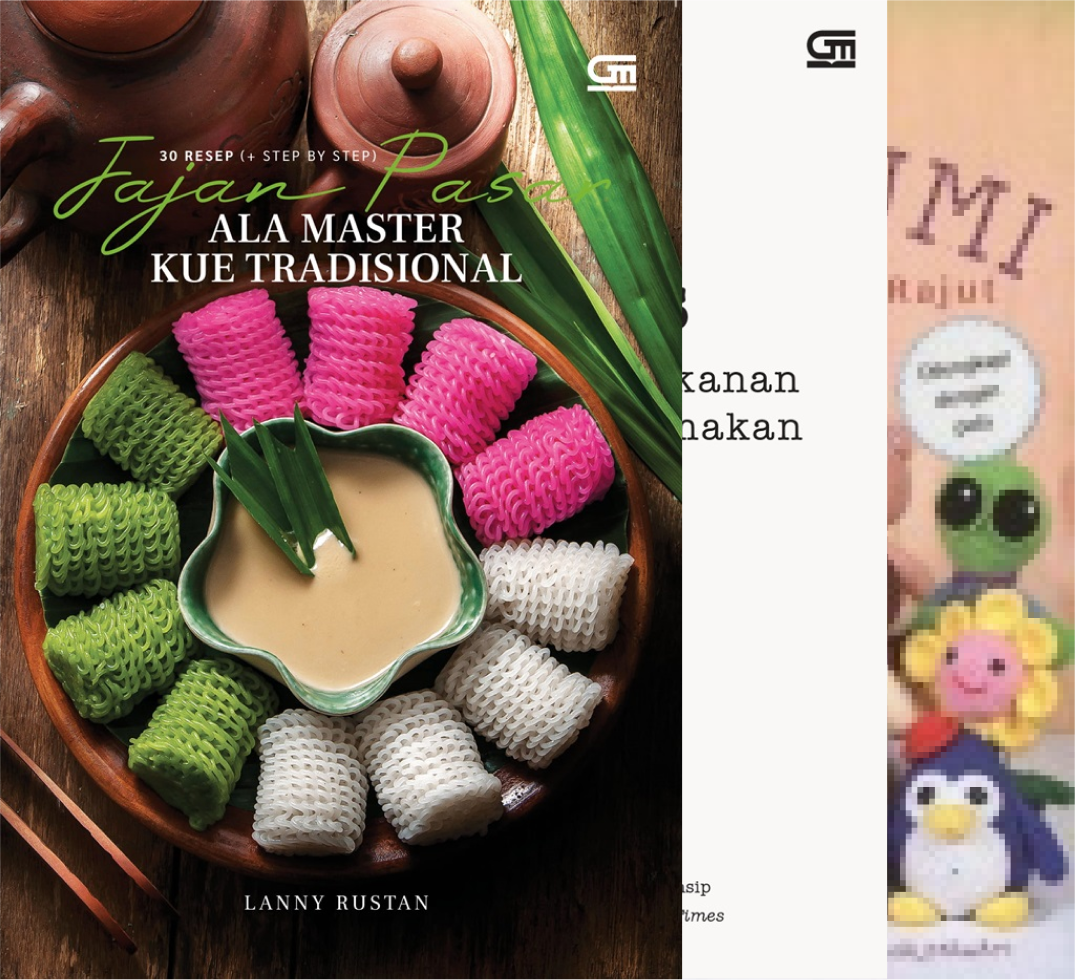 30 RESEP (+ STEP BY STEP)
Jajan Pasar
ALA MASTER
KUE TRADISIONAL
LANNY RUSTAN
Gm
kanan
makan
sip
Times
MI
Rajut